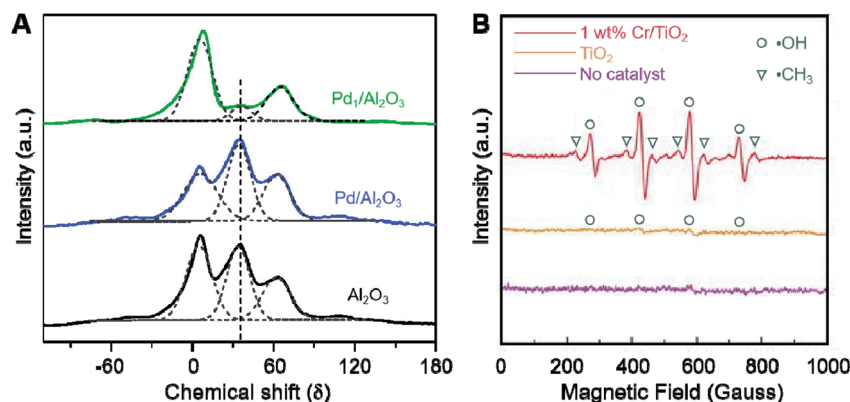 A
Intensity (a.u.)
Pd₁/Al₂O₃
Pd/Al₂O₃
Al₂O₃
-60 0 60 120 180
Chemical shift (δ)
B
Intensity (a.u.)
1 wt% Cr/TiO₂
TiO₂
No catalyst
•OH
•CH₃
0 200 400 600 800 1000
Magnetic Field (Gauss)